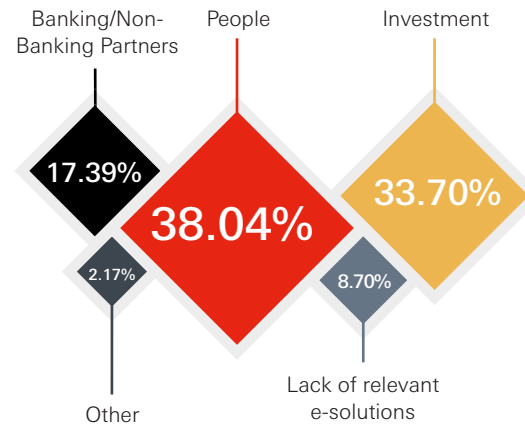 Banking/Non-
Banking Partners
People
Investment
17.39%
38.04%
33.70%
2.17%
8.70%
Other
Lack of relevant
e-solutions